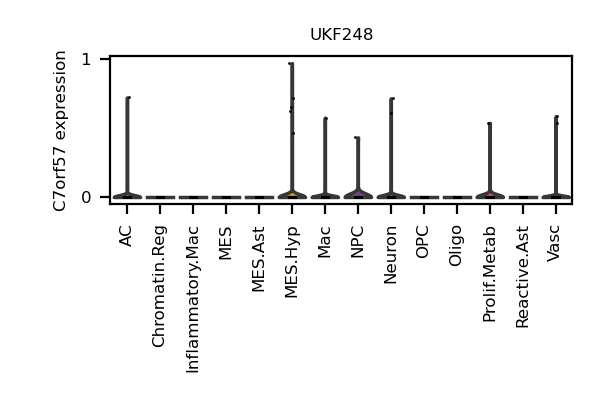 UKF248
C7orf57 expression
1
0
AC
Chromatin.Reg
Inflammatory.Mac
MES
MES.Ast
MES.Hyp
Mac
NPC
Neuron
OPC
Oligo
Prolif.Metab
Reactive.Ast
Vasc